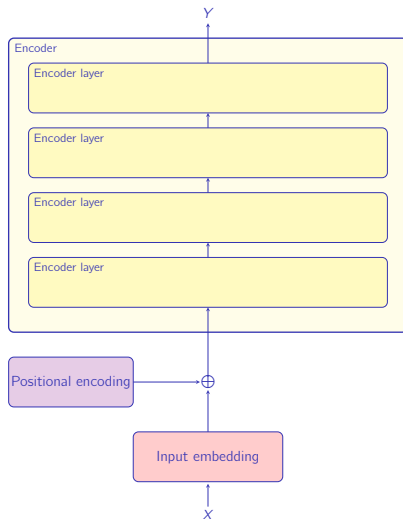 Y
Encoder
Encoder layer
Encoder layer
Encoder layer
Encoder layer
Positional encoding
Input embedding
X